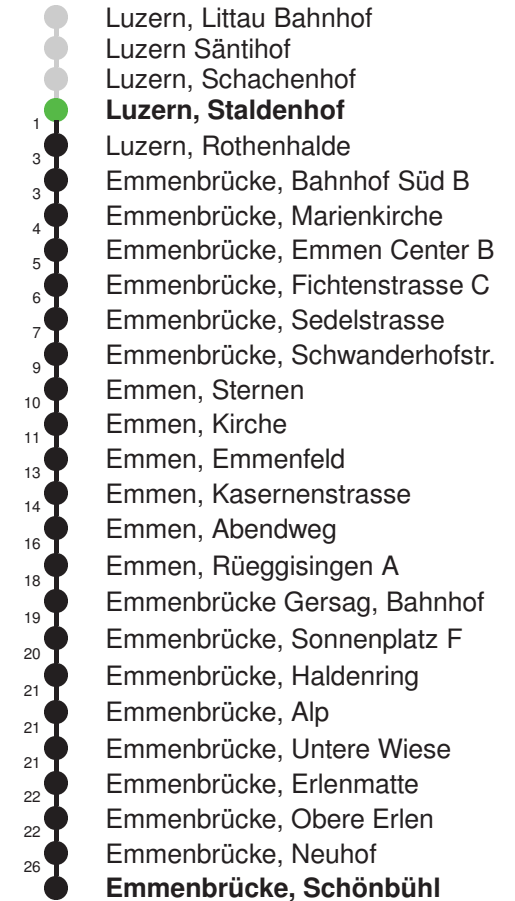 Luzern, Littau Bahnhof
Luzern Säntihof
Luzern, Schachenhof
Luzern, Staldenhof
1
Luzern, Rothenhalde
3
Emmenbrücke, Bahnhof Süd B
3
Emmenbrücke, Marienkirche
4
Emmenbrücke, Emmen Center B
5
Emmenbrücke, Fichtenstrasse C
6
Emmenbrücke, Sedelstrasse
7
Emmenbrücke, Schwanderhofstr.
9
Emmen, Sternen
10
Emmen, Kirche
11
Emmen, Emmenfeld
13
Emmen, Kasernenstrasse
14
Emmen, Abendweg
16
Emmen, Rüeggisingen A
18
Emmenbrücke Gersag, Bahnhof
19
Emmenbrücke, Sonnenplatz F
20
Emmenbrücke, Haldenring
21
Emmenbrücke, Alp
21
Emmenbrücke, Untere Wiese
21
Emmenbrücke, Erlenmatte
22
Emmenbrücke, Obere Erlen
22
Emmenbrücke, Neuhof
26
Emmenbrücke, Schönbühl